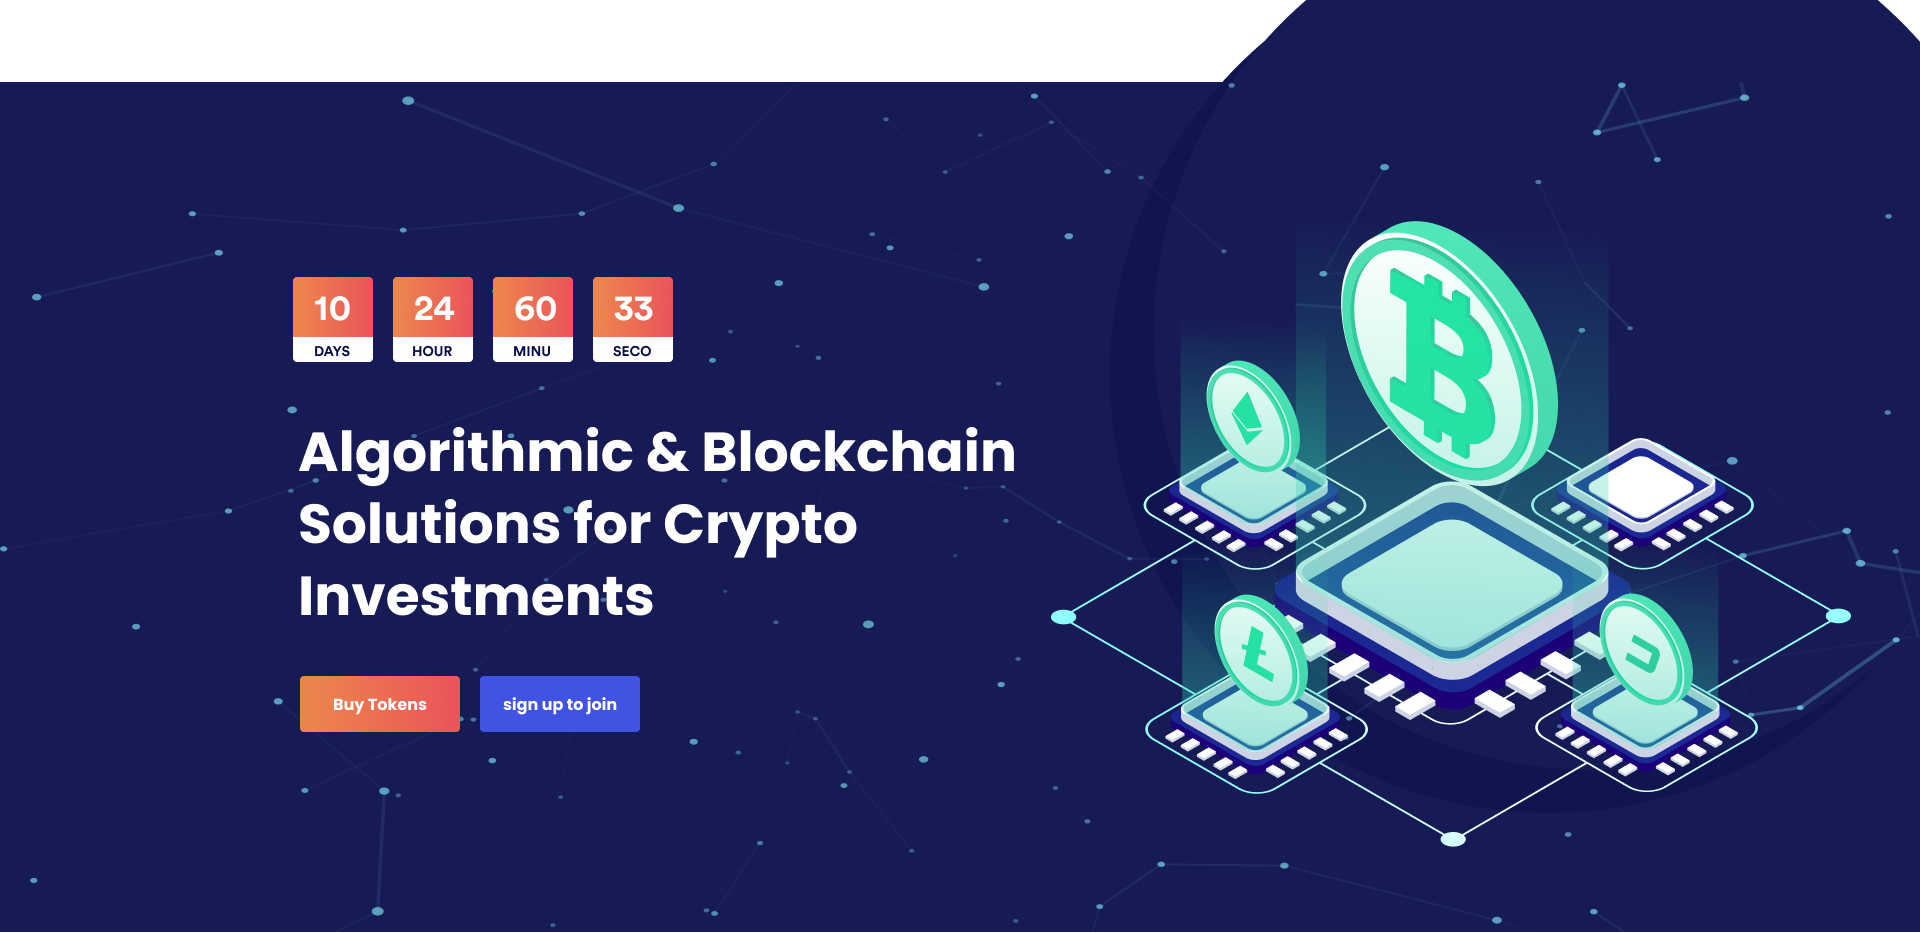 10 24 60 33
DAYS HOUR MINU SECO
Algorithmic & Blockchain
Solutions for Crypto
Investments
Buy Tokens sign up to join